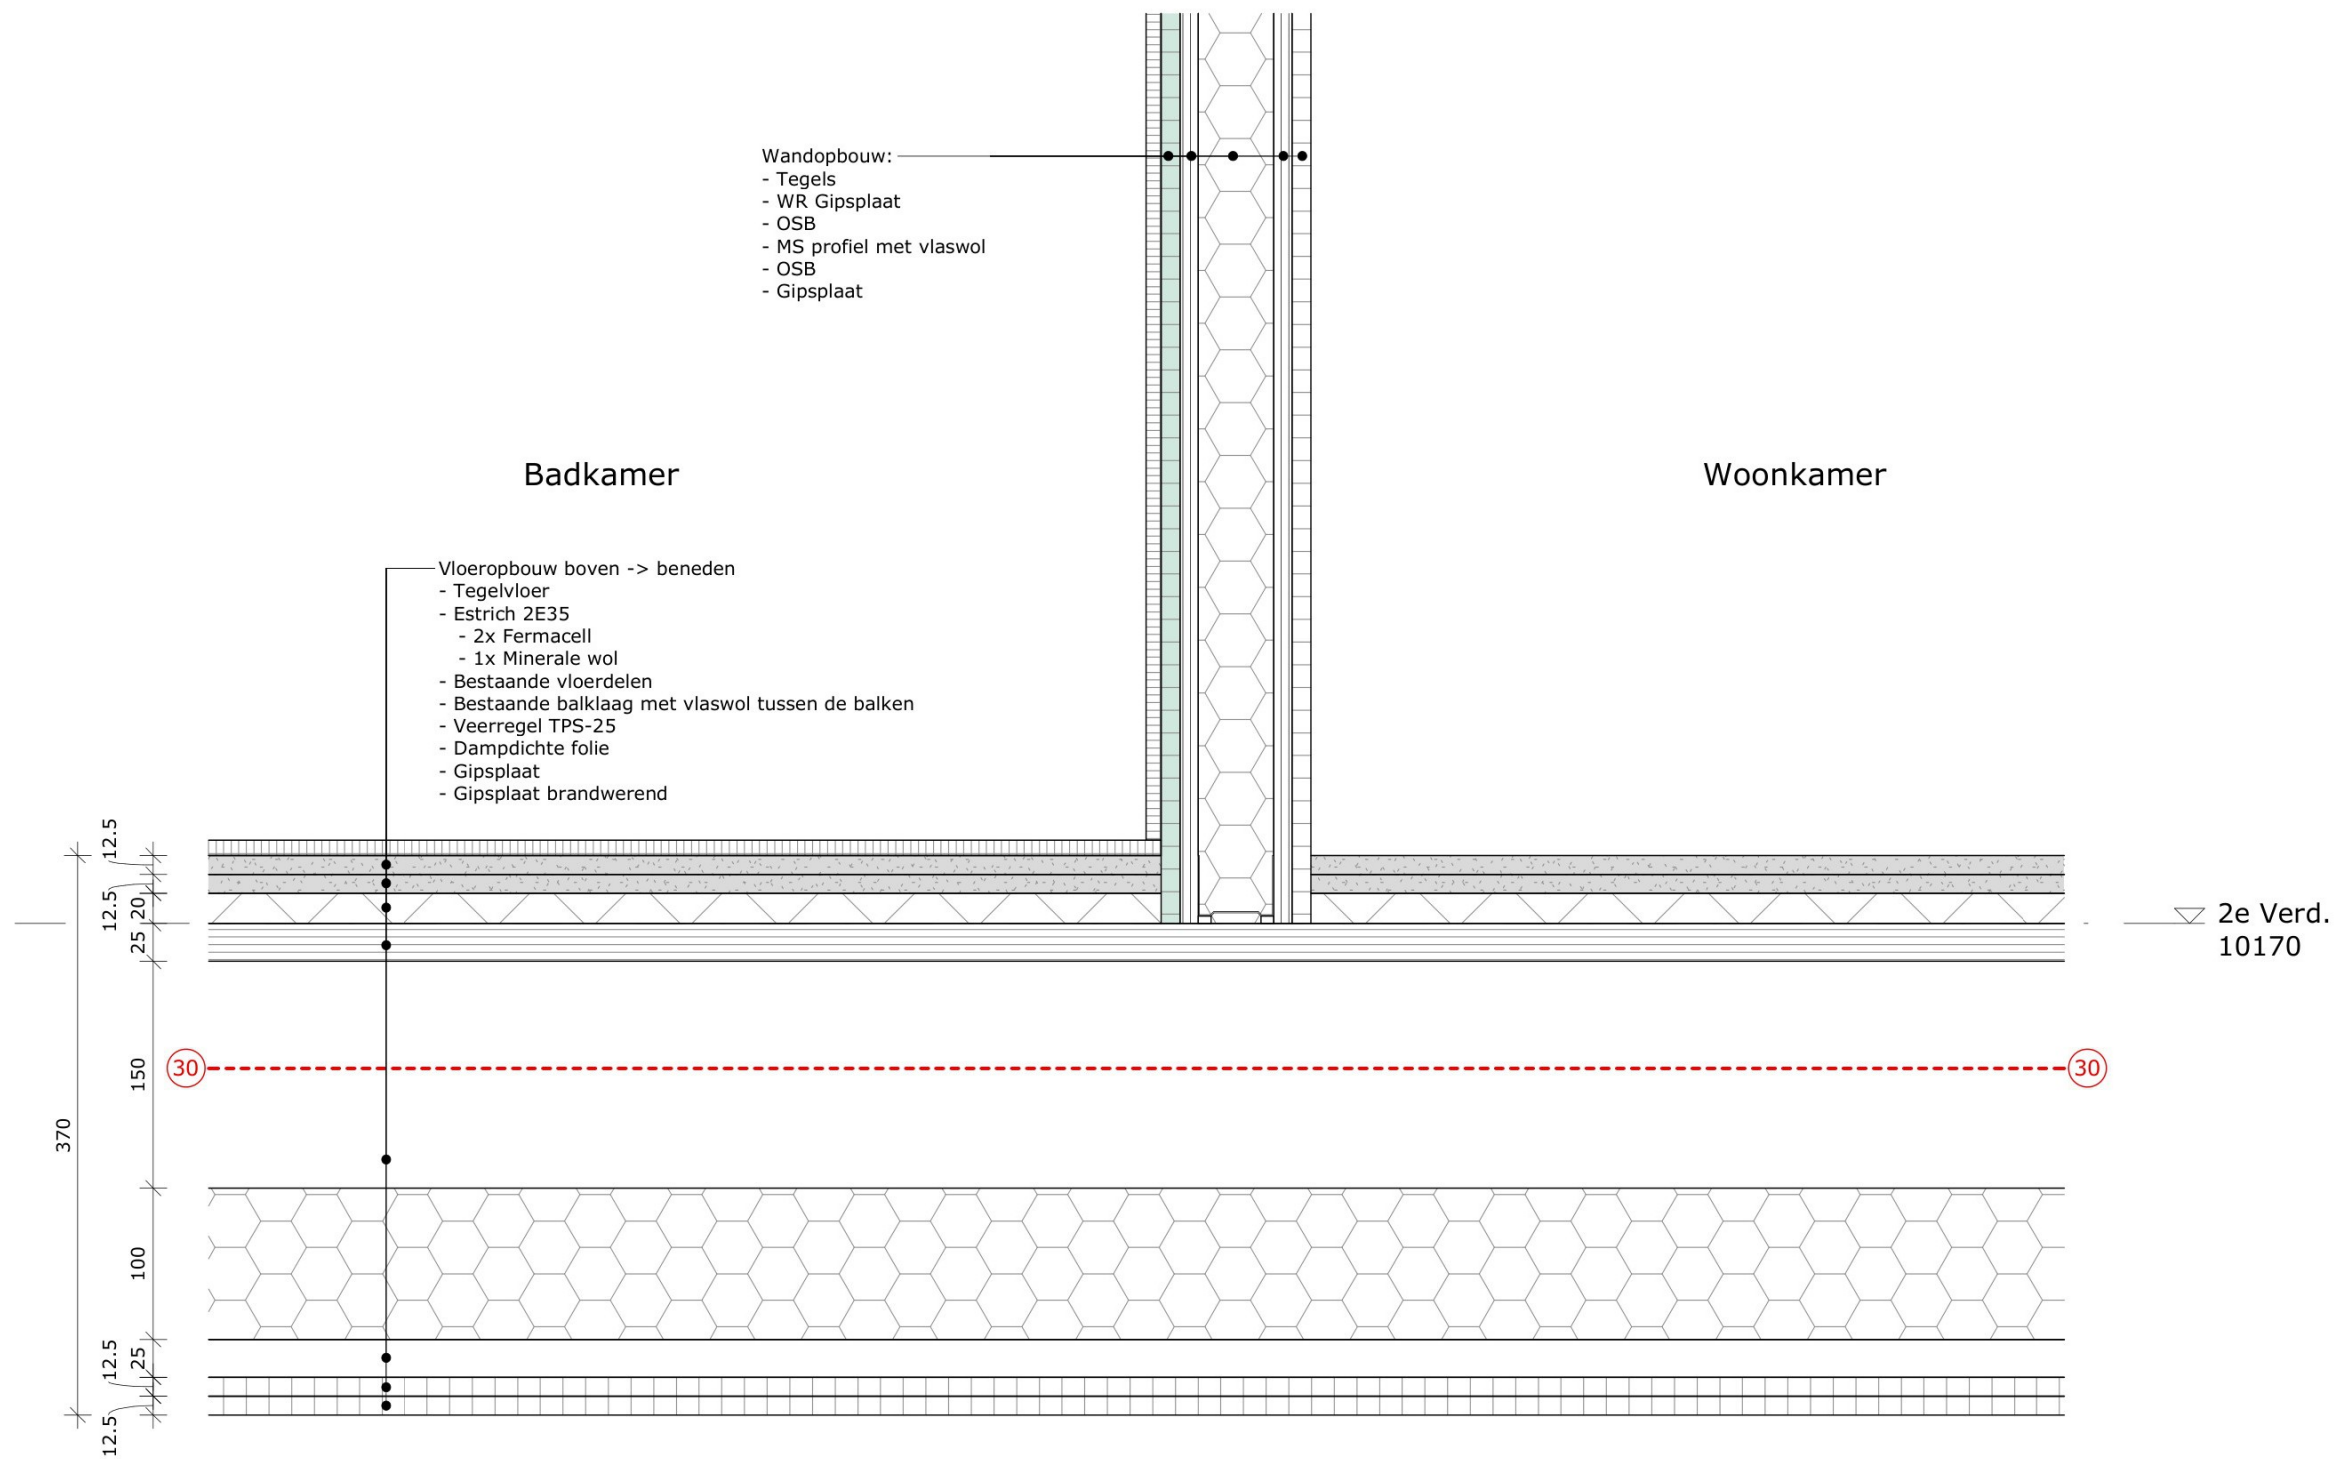 Wandopbouw:
- Tegels
- WR Gipsplaat
- OSB
- MS profiel met vlaswol
- OSB
- Gipsplaat
Badkamer
Woonkamer
Vloeropbouw boven -> beneden
- Tegelvloer
- Estrich 2E35
- 2x Fermacell
- 1x Minerale wol
- Bestaande vloerdelen
- Bestaande balklaag met vlaswol tussen de balken
- Veerregel TPS-25
- Dampdichte folie
- Gipsplaat
- Gipsplaat brandwerend
12.5
12.5
20
25
150
370
100
12.5
25
12.5
30
30
2e Verd.
10170